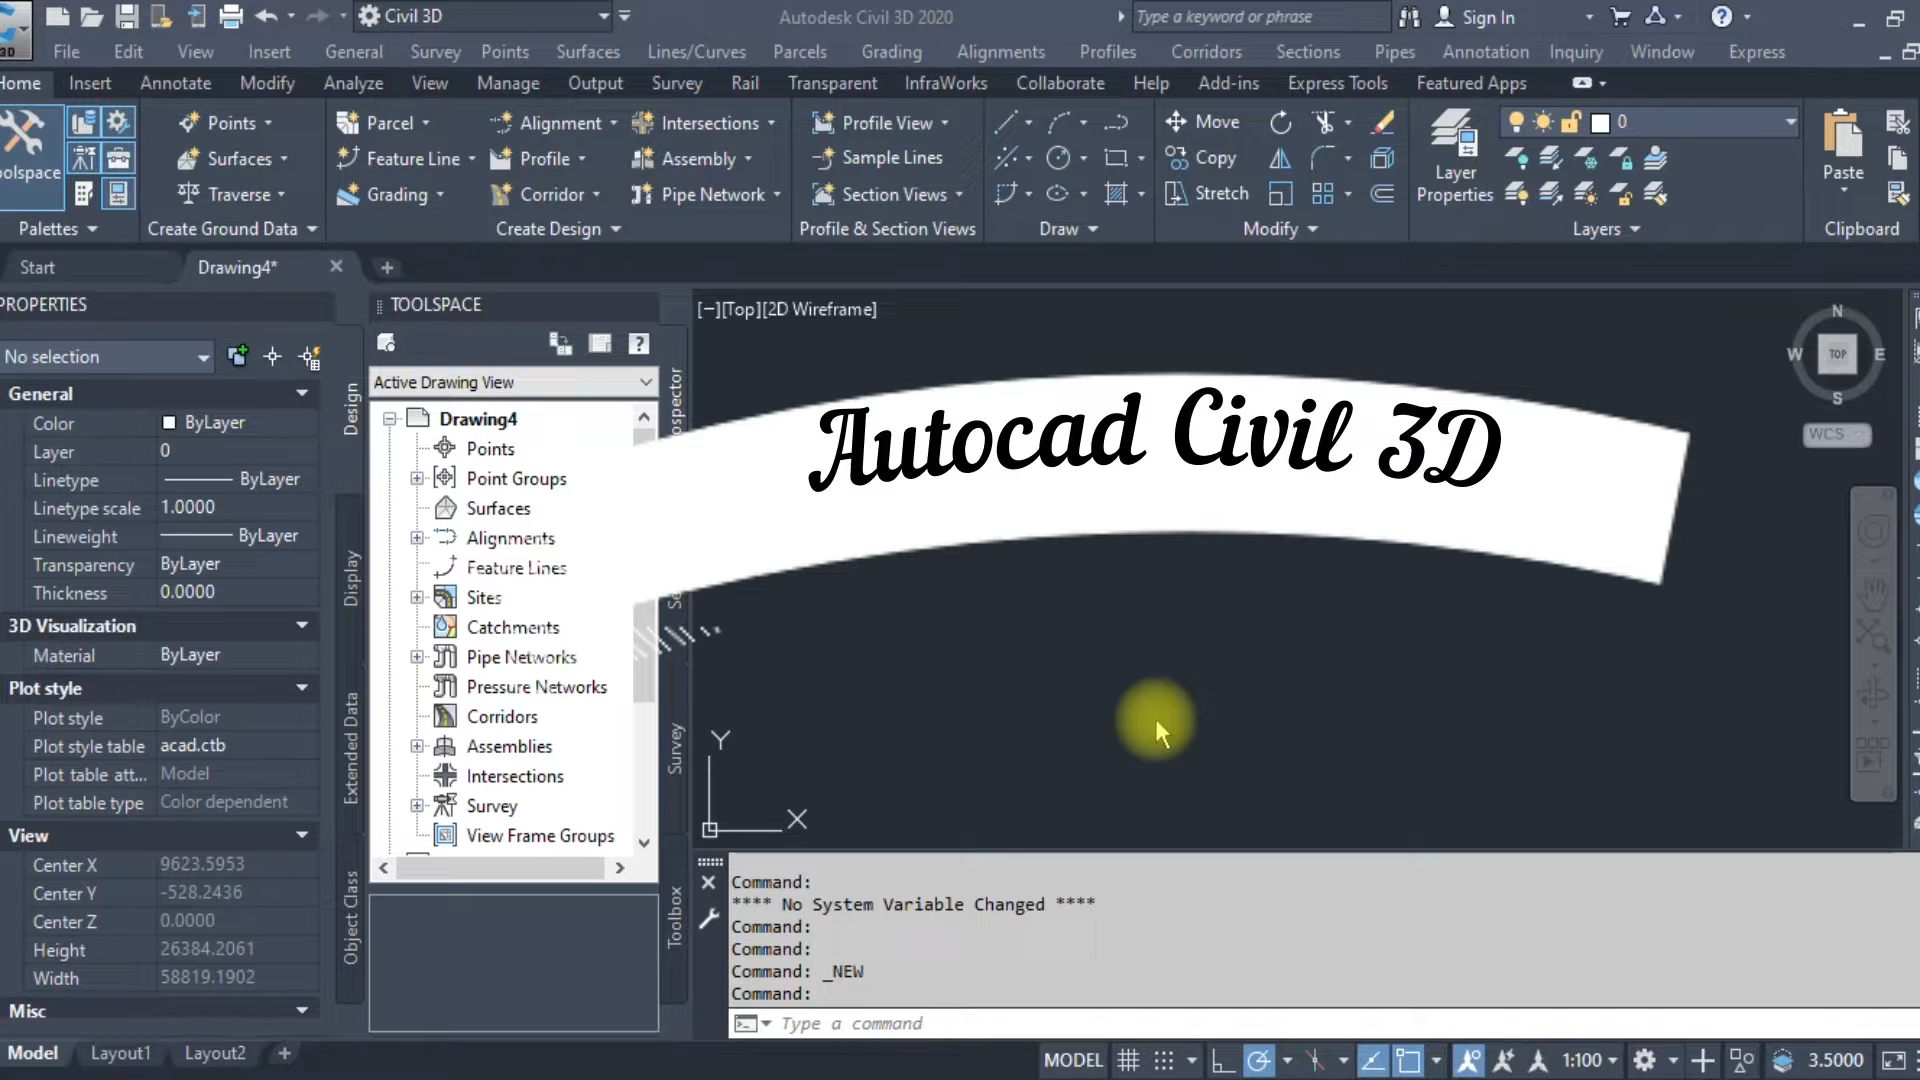 Civil 3D
Autodesk Civil 3D 2020
Type a keyword or phrase
Sign In
3D
File Edit View Insert General Survey Points Surfaces Lines/Curves Parcels Grading Alignments Profiles Corridors Sections Pipes Annotation Inquiry Window Express
Home Insert Annotate Modify Analyze View Manage Output Survey Rail Transparent InfraWorks Collaborate Help Add-ins Express Tools Featured Apps
Points Parcel Alignment Intersections Profile View Move 0
Surfaces Feature Line Profile Assembly Sample Lines Copy
oolspace Traverse Grading Corridor Pipe Network Section Views Stretch Layer Properties Paste
Palettes Create Ground Data Create Design Profile & Section Views Draw Modify Layers Clipboard
Start Drawing4*
PROPERTIES
No selection
General
Color ByLayer
Layer 0
Linetype ByLayer
Linetype scale 1.0000
Lineweight ByLayer
Transparency ByLayer
Thickness 0.0000
3D Visualization
Material ByLayer
Plot style
Plot style ByColor
Plot style table acad.ctb
Plot table att... Model
Plot table type Color dependent
View
Center X 9623.5953
Center Y -528.2436
Center Z 0.0000
Height 26384.2061
Width 58819.1902
Misc
Design
Display
Extended Data
Object Class
TOOLSPACE
Active Drawing View
Drawing4
Points
Point Groups
Surfaces
Alignments
Feature Lines
Sites
Catchments
Pipe Networks
Pressure Networks
Corridors
Assemblies
Intersections
Survey
View Frame Groups
ospector
Survey
Toolbox
[−][Top][2D Wireframe]
Autocad Civil 3D
N
W TOP E
S
WCS
Y
X
Command:
**** No System Variable Changed ****
Command:
Command:
Command: _NEW
Command:
Type a command
Model Layout1 Layout2
MODEL 1:100 3.5000